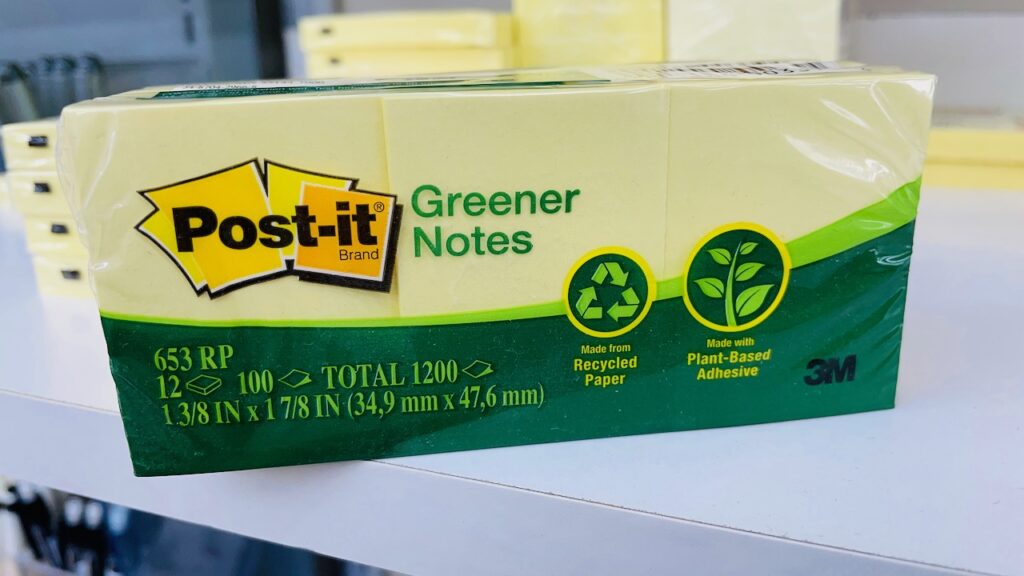 Post-it®
Brand
Greener
Notes
653 RP
12 100 TOTAL 1200
1 3/8 IN x 1 7/8 IN (34,9 mm x 47,6 mm)
Made from
Recycled
Paper
Made with
Plant-Based
Adhesive
3M